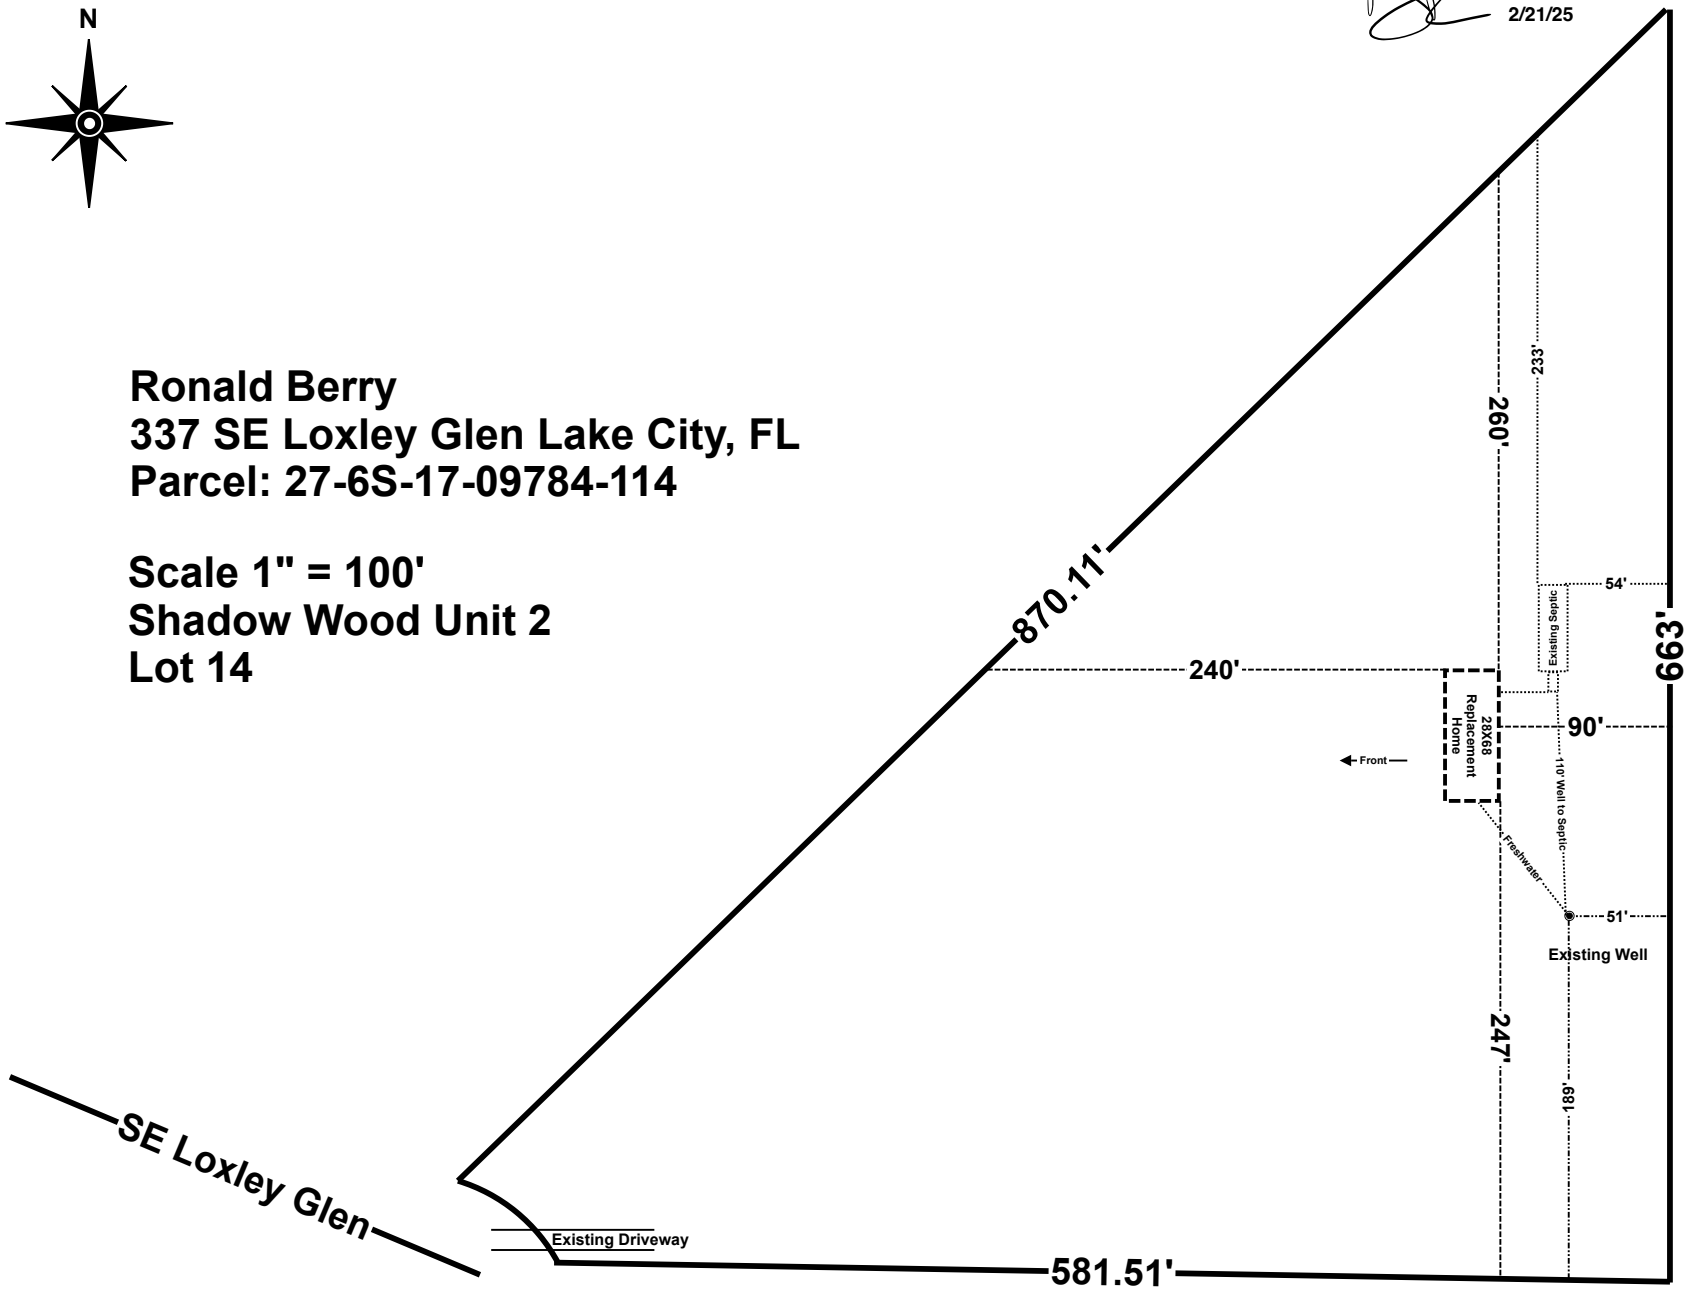 N
2/21/25
Ronald Berry
337 SE Loxley Glen Lake City, FL
Parcel: 27-6S-17-09784-114
Scale 1" = 100'
Shadow Wood Unit 2
Lot 14
870.11'
260'
233'
54'
Existing Septic
663'
240'
28X68
Replacement
Home
90'
Front
110' Well to Septic
Freshwater
51'
Existing Well
247'
189'
SE Loxley Glen
Existing Driveway
581.51'